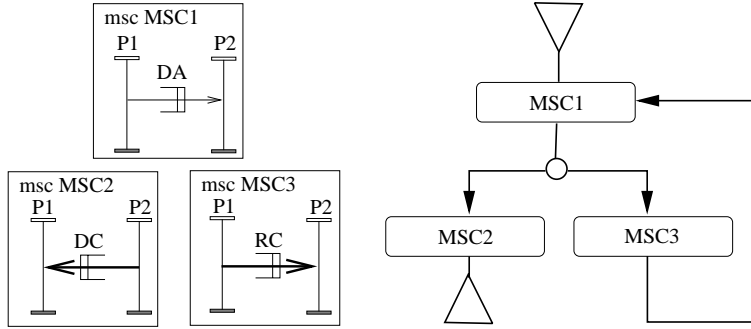 msc MSC1
P1 P2
DA
msc MSC2
P1 P2
DC
msc MSC3
P1 P2
RC
MSC1
MSC2 MSC3